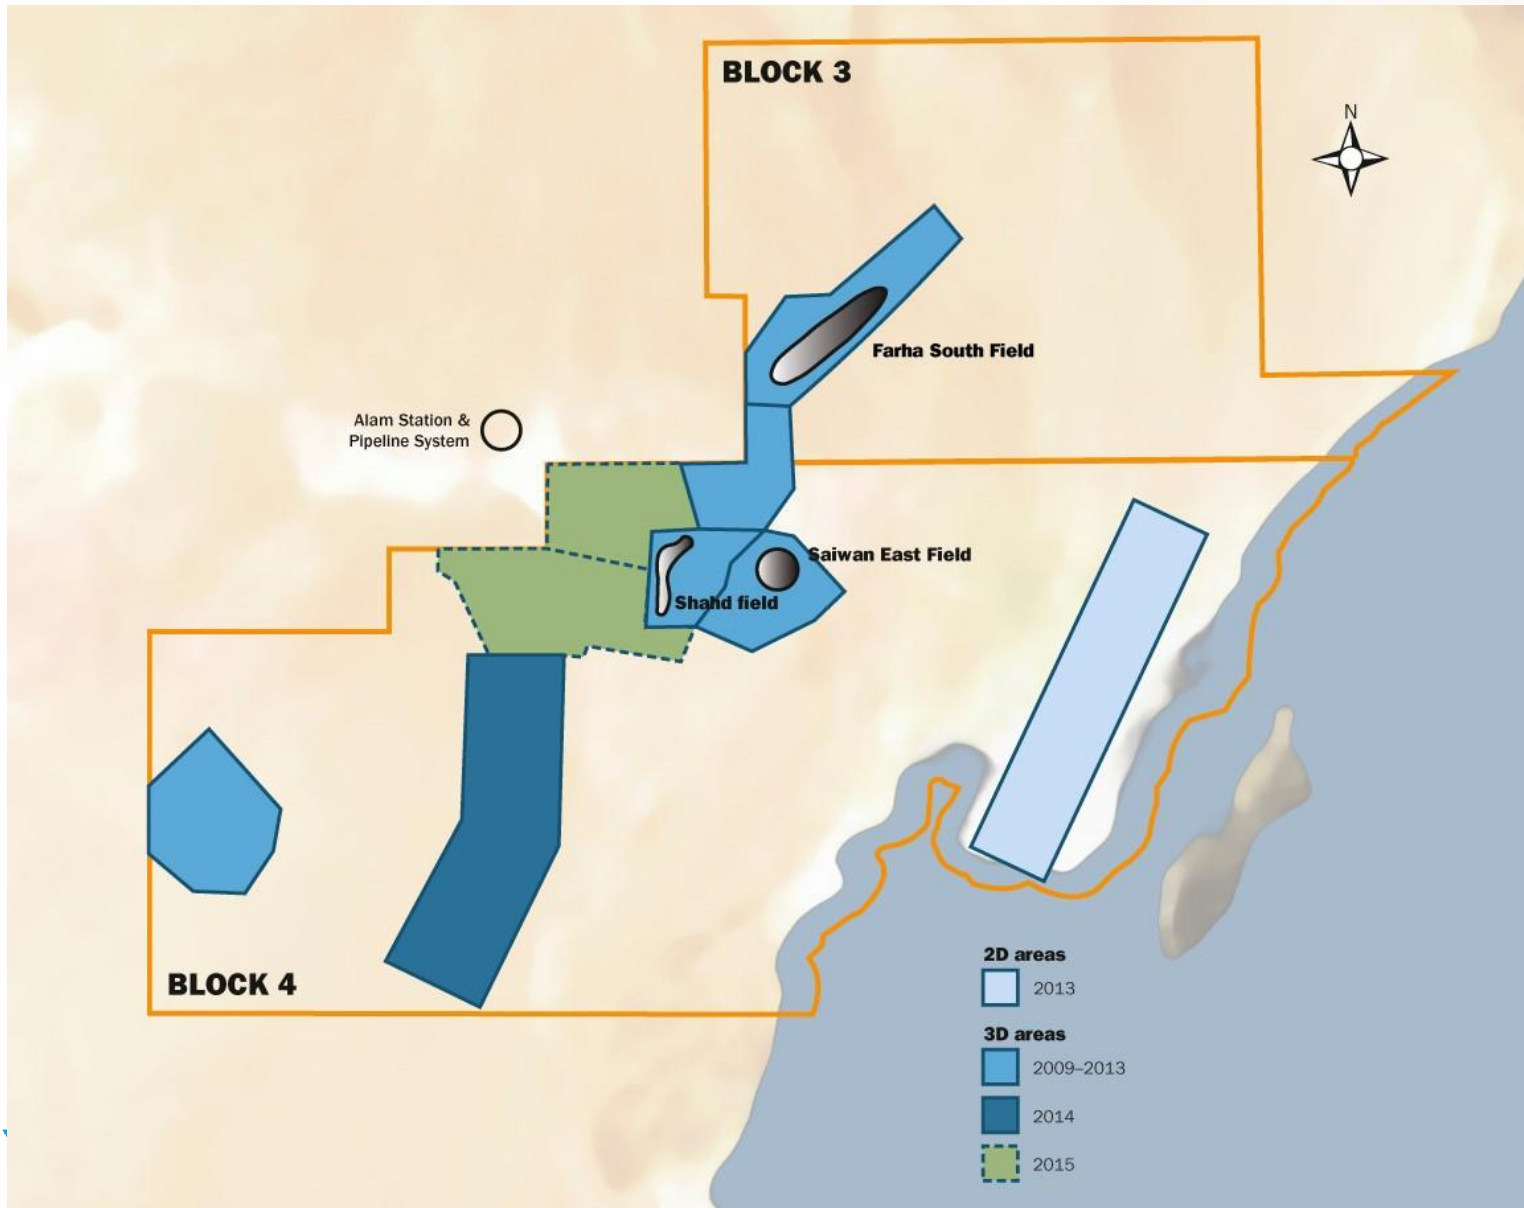 BLOCK 3
N
Farha South Field
Alam Station &
Pipeline System
Saiwan East Field
Shahd field
BLOCK 4
2D areas
2013
3D areas
2009–2013
2014
2015